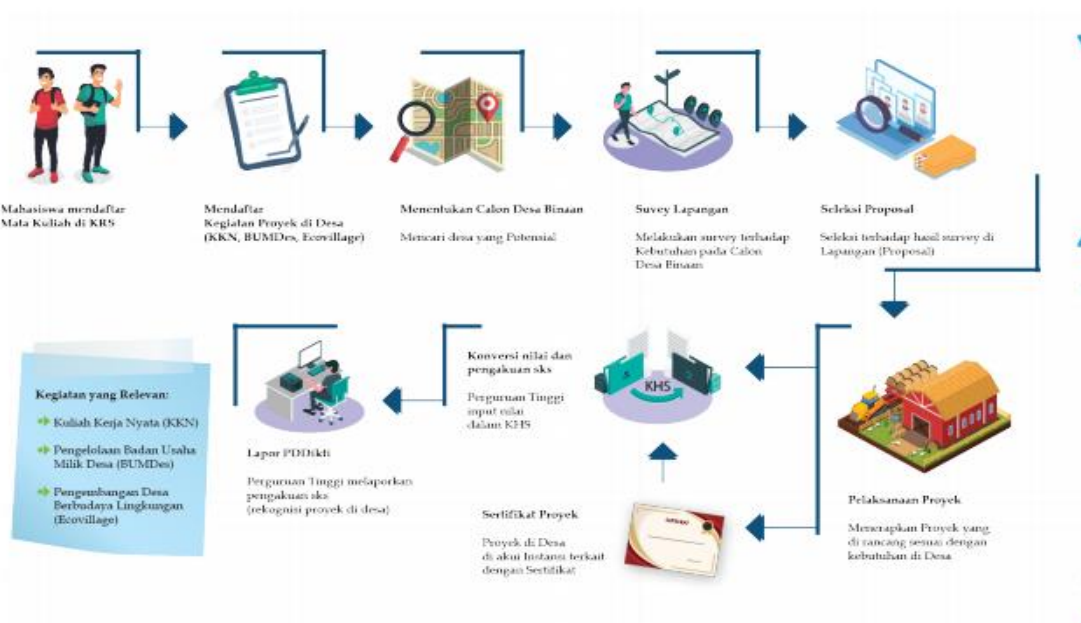 Mahasiswa mendaftar
Mata Kuliah di KRS
Mendaftar
Kegiatan Proyek di Desa
(KKN, BUMDes, Ecovillage)
Menentukan Calon Desa Binaan
Mencari desa yang Potensial
Suvey Lapangan
Melakukan survey terhadap
Kebutuhan pada Calon
Desa Binaan
Seleksi Proposal
Seleksi terhadap hasil survey di
Lapangan (Proposal)
Kegiatan yang Relevan:
Kuliah Kerja Nyata (KKN)
Pengelolaan Badan Usaha
Milik Desa (BUMDes)
Pengembangan Desa
Berbudaya Lingkungan
(Ecovillage)
Lapor PDDikti
Perguruan Tinggi melaporkan
pengakuan sks
(rekognisi proyek di desa)
Konversi nilai dan
pengakuan sks
Perguruan Tinggi
input nilai
dalam KHS
KHS
Sertifikat Proyek
Proyek di Desa
di akui Instansi terkait
dengan Sertifikat
Pelaksanaan Proyek
Menerapkan Proyek yang
di rancang sesuai dengan
kebutuhan di Desa